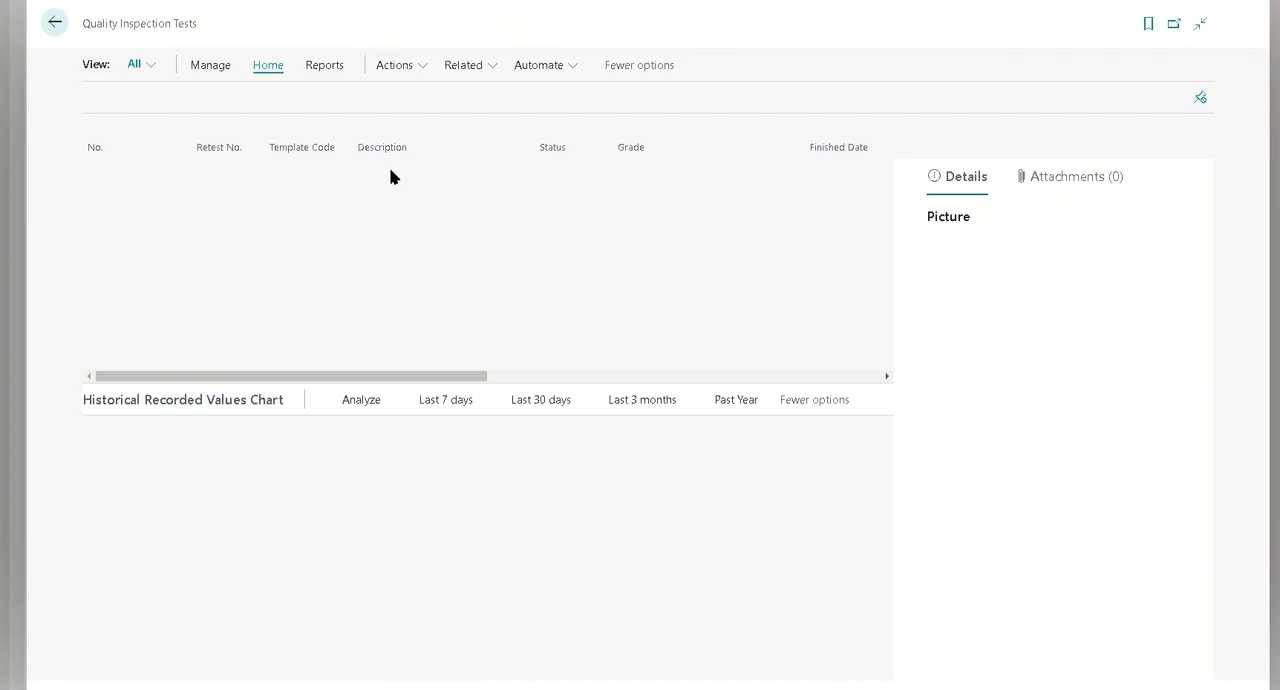 Quality Inspection Tests
View: All Manage Home Reports Actions Related Automate Fewer options
No. Retest No. Template Code Description Status Grade Finished Date
Details Attachments (0)
Picture
Historical Recorded Values Chart Analyze Last 7 days Last 30 days Last 3 months Past Year Fewer options